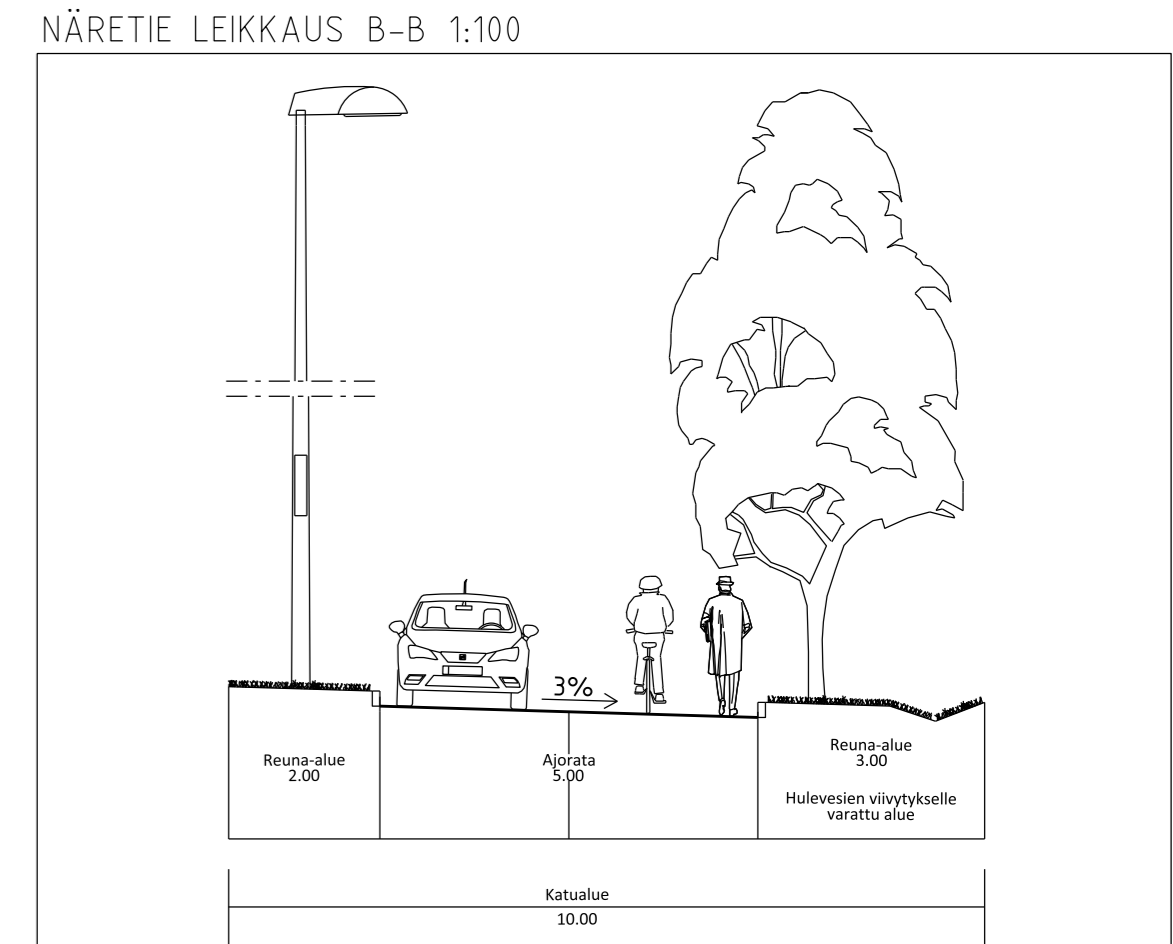 NÄRETIE LEIKKAUS B-B 1:100
3%
Reuna-alue
2.00
Ajorata
5.00
Reuna-alue
3.00
Hulevesien viivytykselle
varattu alue
Katualue
10.00